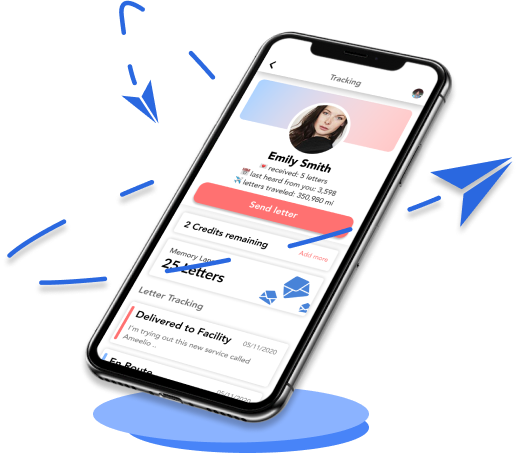 Tracking
Emily Smith
received: 5 letters
last heard from you: 3,598
letters traveled: 350,980 mi
Send letter
2 Credits remaining
Add more
Memory
25 Letters
Letter Tracking
Delivered to Facility
05/11/2020
I'm trying out this new service called
Ameelio ..
En Route
05/11/2020